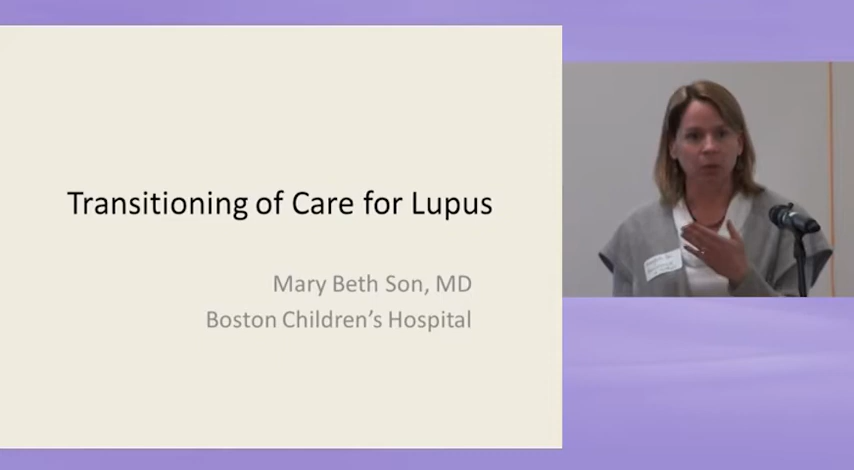 Transitioning of Care for Lupus
Mary Beth Son, MD
Boston Children's Hospital